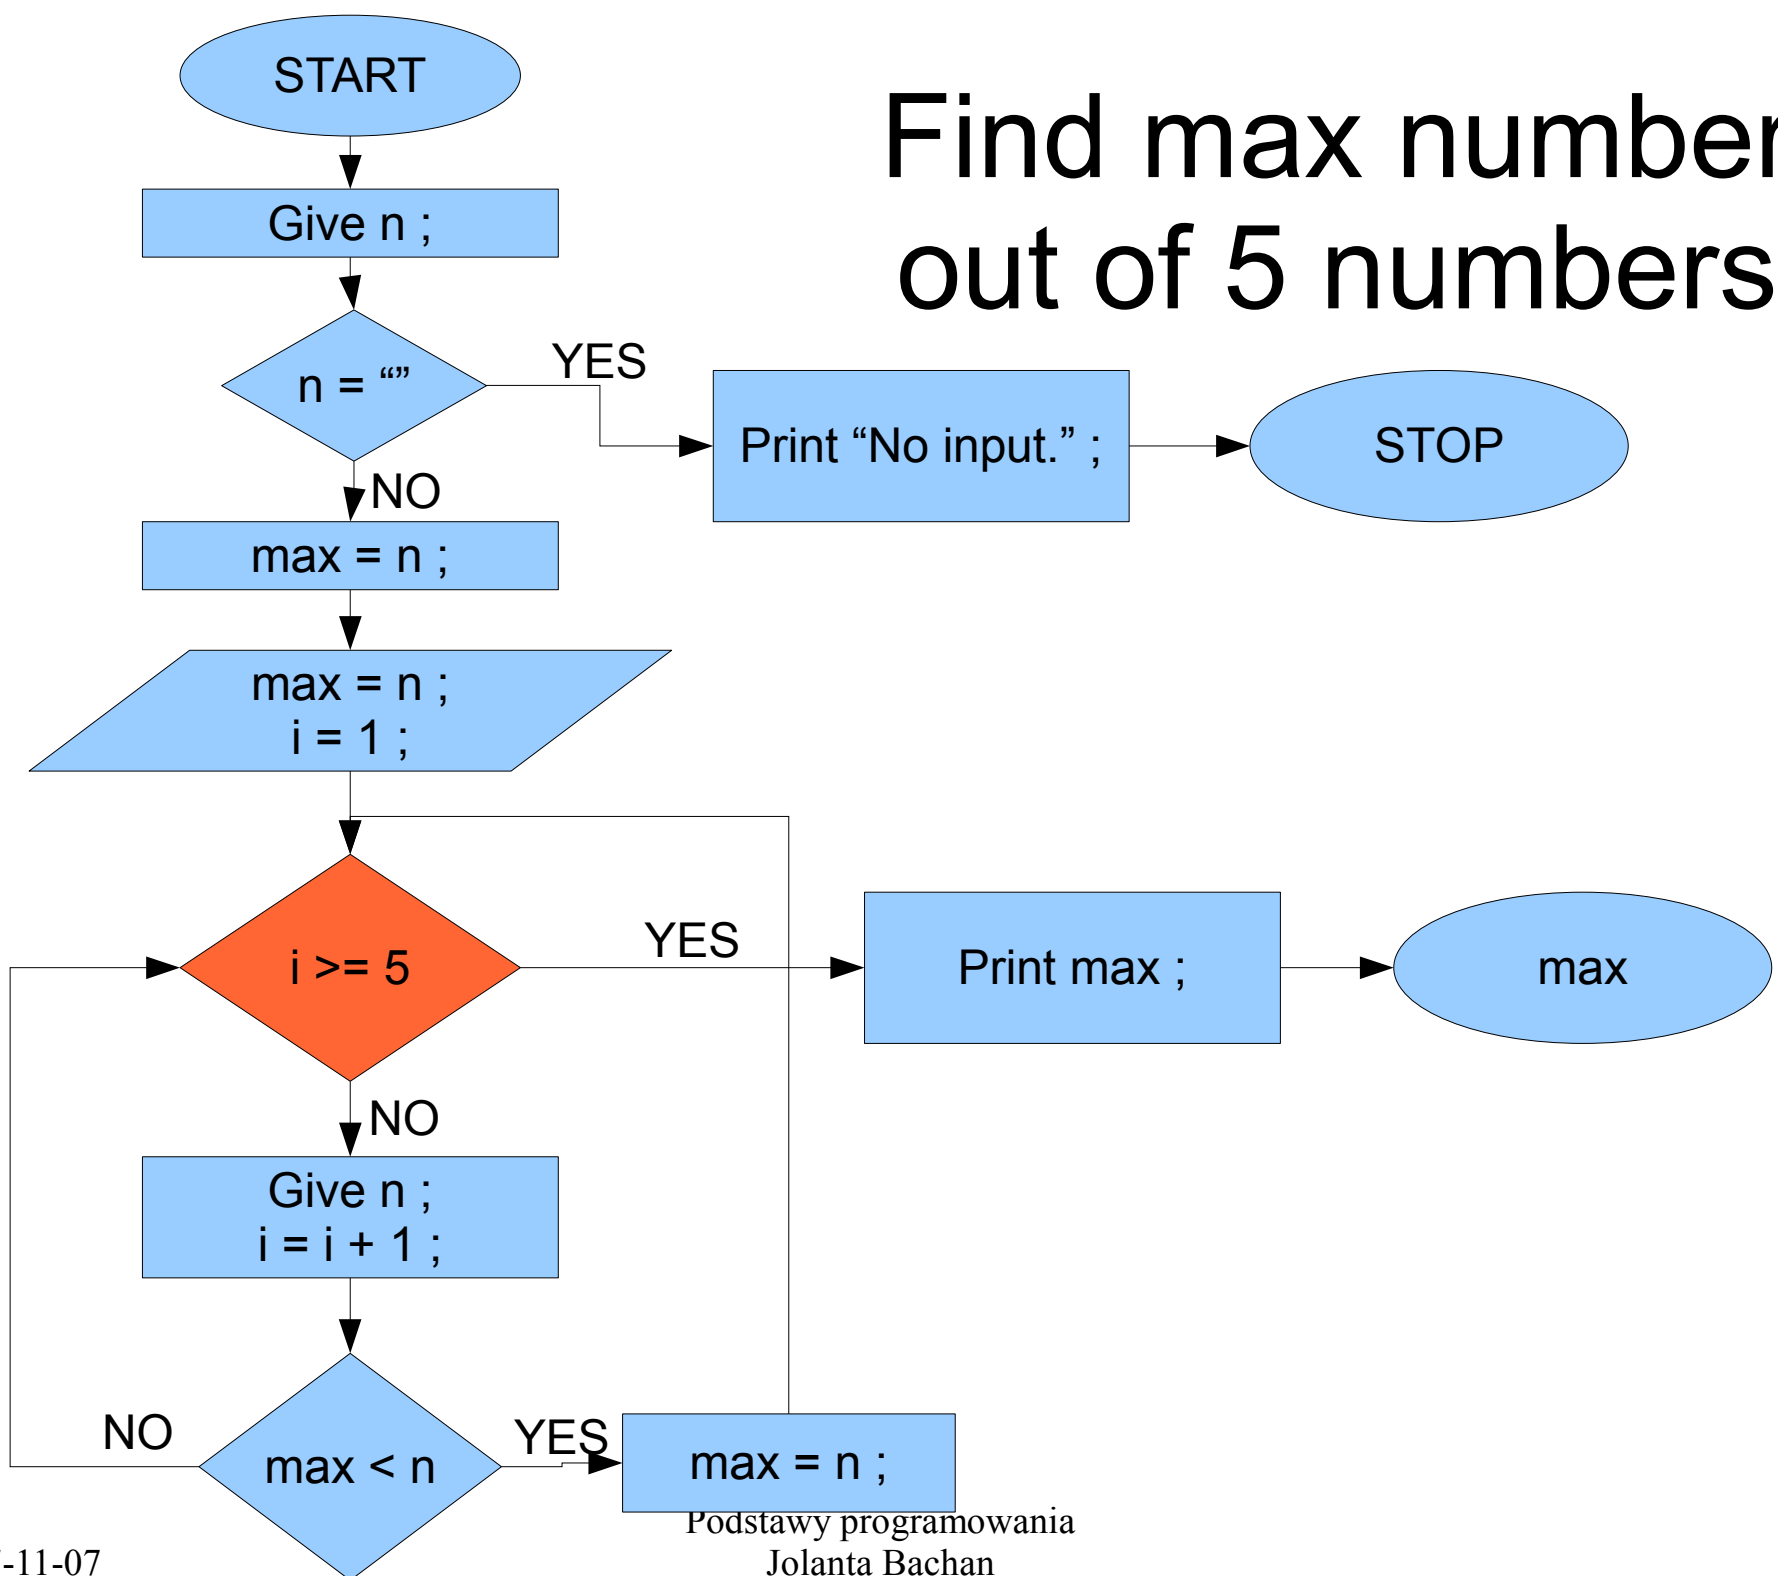 START
Find max number
out of 5 numbers
Give n ;
n = “”
YES
Print “No input.” ;
STOP
NO
max = n ;
max = n ;
i = 1 ;
i >= 5
YES
Print max ;
max
NO
Give n ;
i = i + 1 ;
NO
max < n
YES
max = n ;
Podstawy programowania
Jolanta Bachan
-11-07